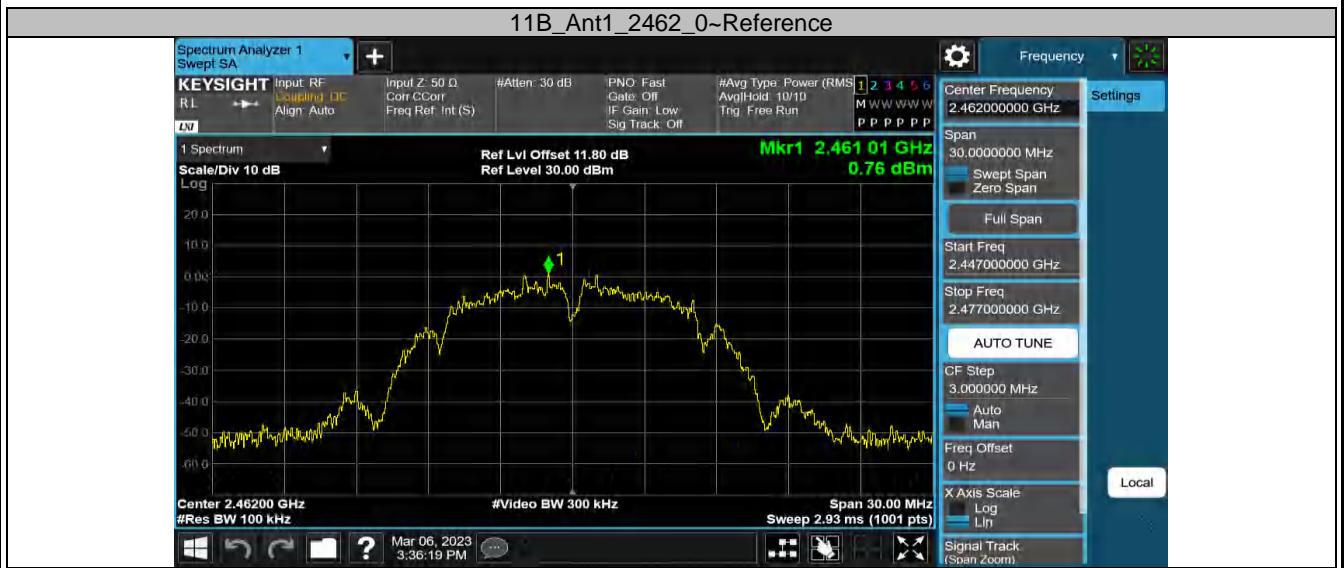 11B_Ant1_2462_0~Reference
Spectrum Analyzer 1
Swept SA
Frequency
KEYSIGHT
RL
LXI
Input: RF
Coupling: DC
Align: Auto
Input Z: 50 Ω
Corr CCorr
Freq Ref: Int (S)
#Atten: 30 dB
PNO: Fast
Gate: Off
IF Gain: Low
Sig Track: Off
#Avg Type: Power (RMS
Avg|Hold: 10/10
Trig: Free Run
1 2 3 4 5 6
M W W W W W
P P P P P P
1 Spectrum
Scale/Div 10 dB
Ref Lvl Offset 11.80 dB
Ref Level 30.00 dBm
Mkr1 2.461 01 GHz
0.76 dBm
Log
20.0
10.0
0.00
-10.0
-20.0
-30.0
-40.0
-50.0
-60.0
1
Center 2.46200 GHz
#Res BW 100 kHz
#Video BW 300 kHz
Span 30.00 MHz
Sweep 2.93 ms (1001 pts)
Center Frequency
2.462000000 GHz
Settings
Span
30.0000000 MHz
Swept Span
Zero Span
Full Span
Start Freq
2.447000000 GHz
Stop Freq
2.477000000 GHz
AUTO TUNE
CF Step
3.000000 MHz
Auto
Man
Freq Offset
0 Hz
X Axis Scale
Log
Lin
Local
Signal Track
(Span Zoom)
?
Mar 06, 2023
3:36:19 PM